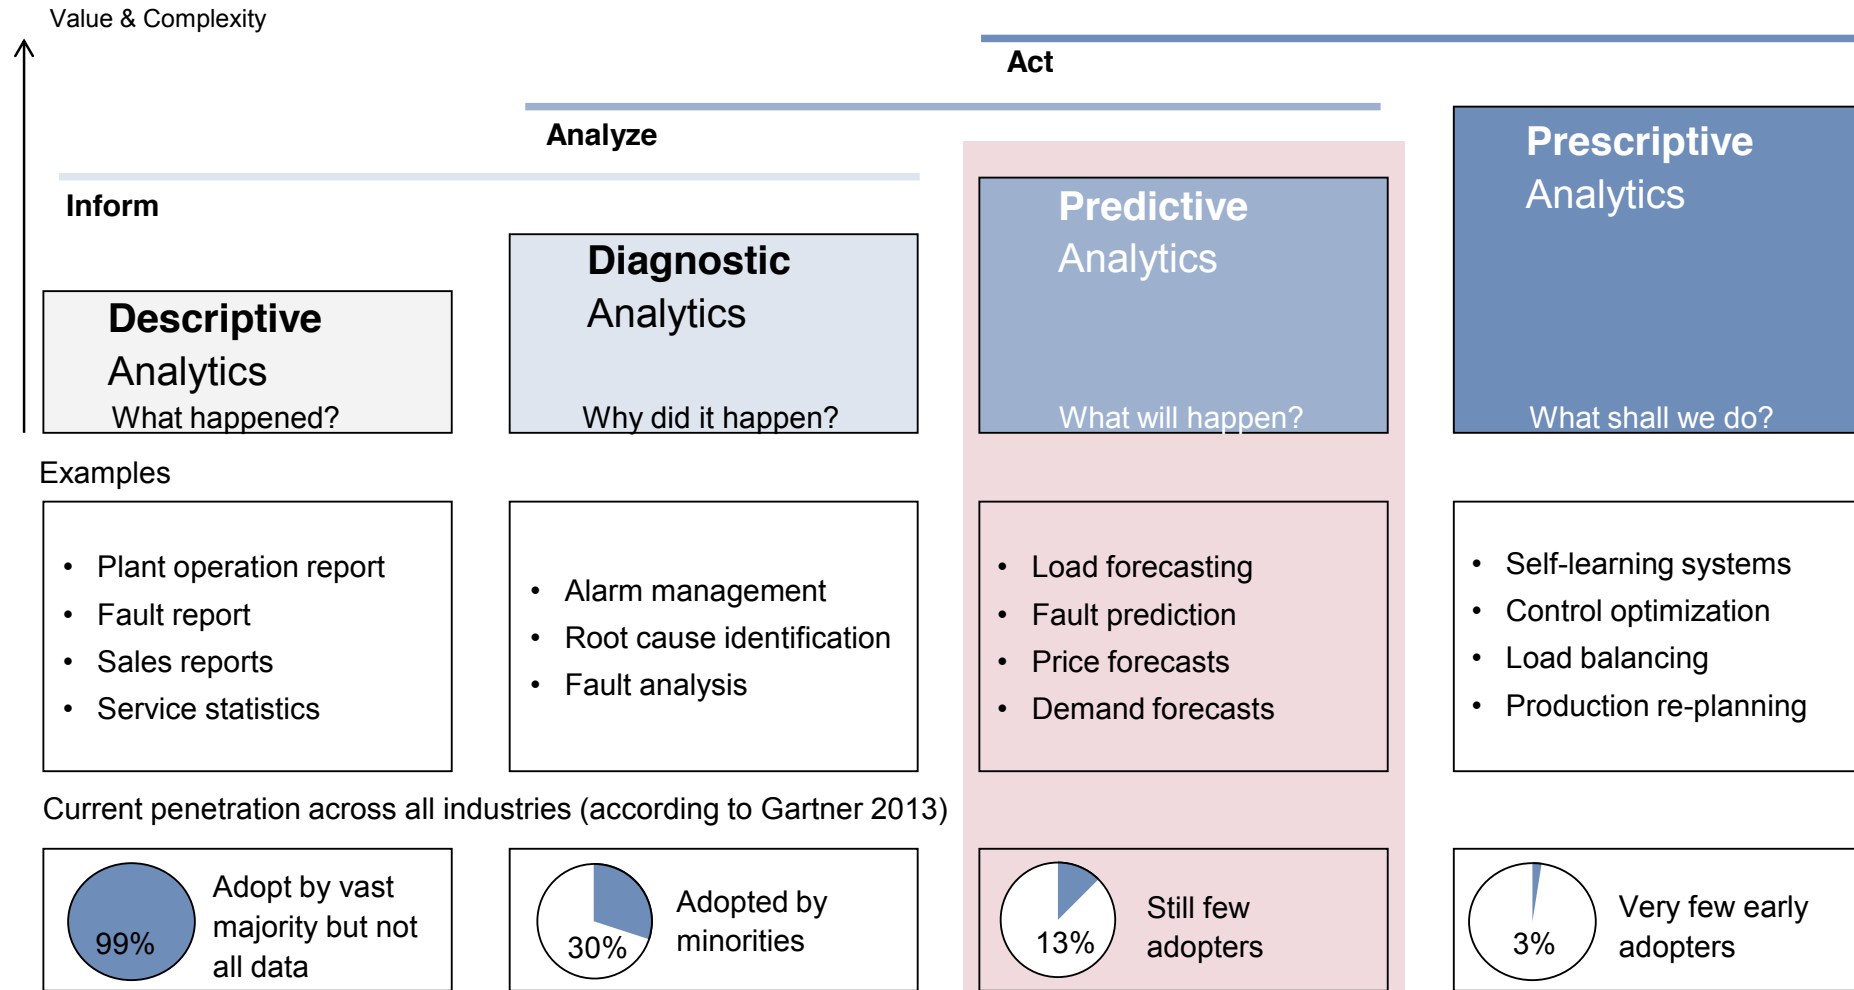 Value & Complexity
Act
Analyze
Inform
Prescriptive
Analytics
Predictive
Analytics
Diagnostic
Analytics
Descriptive
Analytics
What happened?
Why did it happen?
What will happen?
What shall we do?
Examples
• Plant operation report
• Fault report
• Sales reports
• Service statistics
• Alarm management
• Root cause identification
• Fault analysis
• Load forecasting
• Fault prediction
• Price forecasts
• Demand forecasts
• Self-learning systems
• Control optimization
• Load balancing
• Production re-planning
Current penetration across all industries (according to Gartner 2013)
99%
Adopt by vast
majority but not
all data
30%
Adopted by
minorities
13%
Still few
adopters
3%
Very few early
adopters